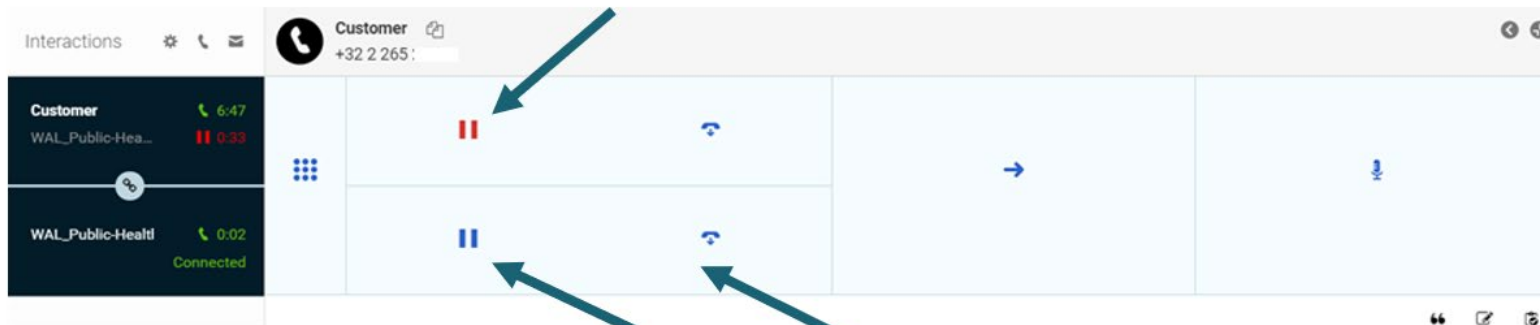 Interactions
Customer
+32 2 265
Customer 6:47
WAL_Public-Hea... 0:33
WAL_Public-Healtl 0:02
Connected